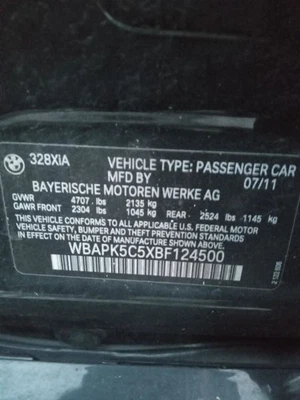 328XIA VEHICLE TYPE: PASSENGER CAR
MFD BY 07/11
BAYERISCHE MOTOREN WERKE AG
GVWR 4707 lbs 2135 kg
GAWR FRONT 2304 lbs 1045 kg REAR 2524 lbs 1145 kg
THIS VEHICLE CONFORMS TO ALL APPLICABLE U.S. FEDERAL MOTOR
VEHICLE SAFETY, BUMPER AND THEFT PREVENTION STANDARDS IN
EFFECT ON THE DATE OF MANUFACTURE SHOWN ABOVE.
WBAPK5C5XBF124500